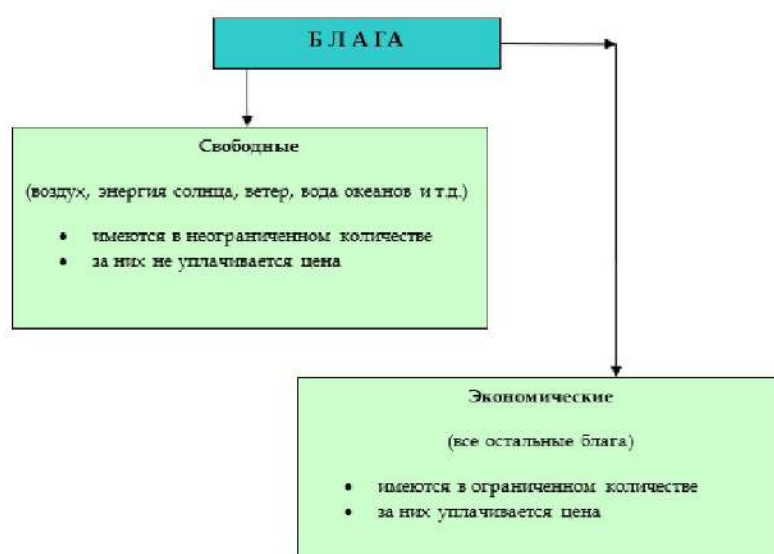 Б Л А Г А
Свободные
(воздух, энергия солнца, ветер, вода океанов и т.д.)
• имеются в неограниченном количестве
• за них не уплачивается цена
Экономические
(все остальные блага)
• имеются в ограниченном количестве
• за них уплачивается цена